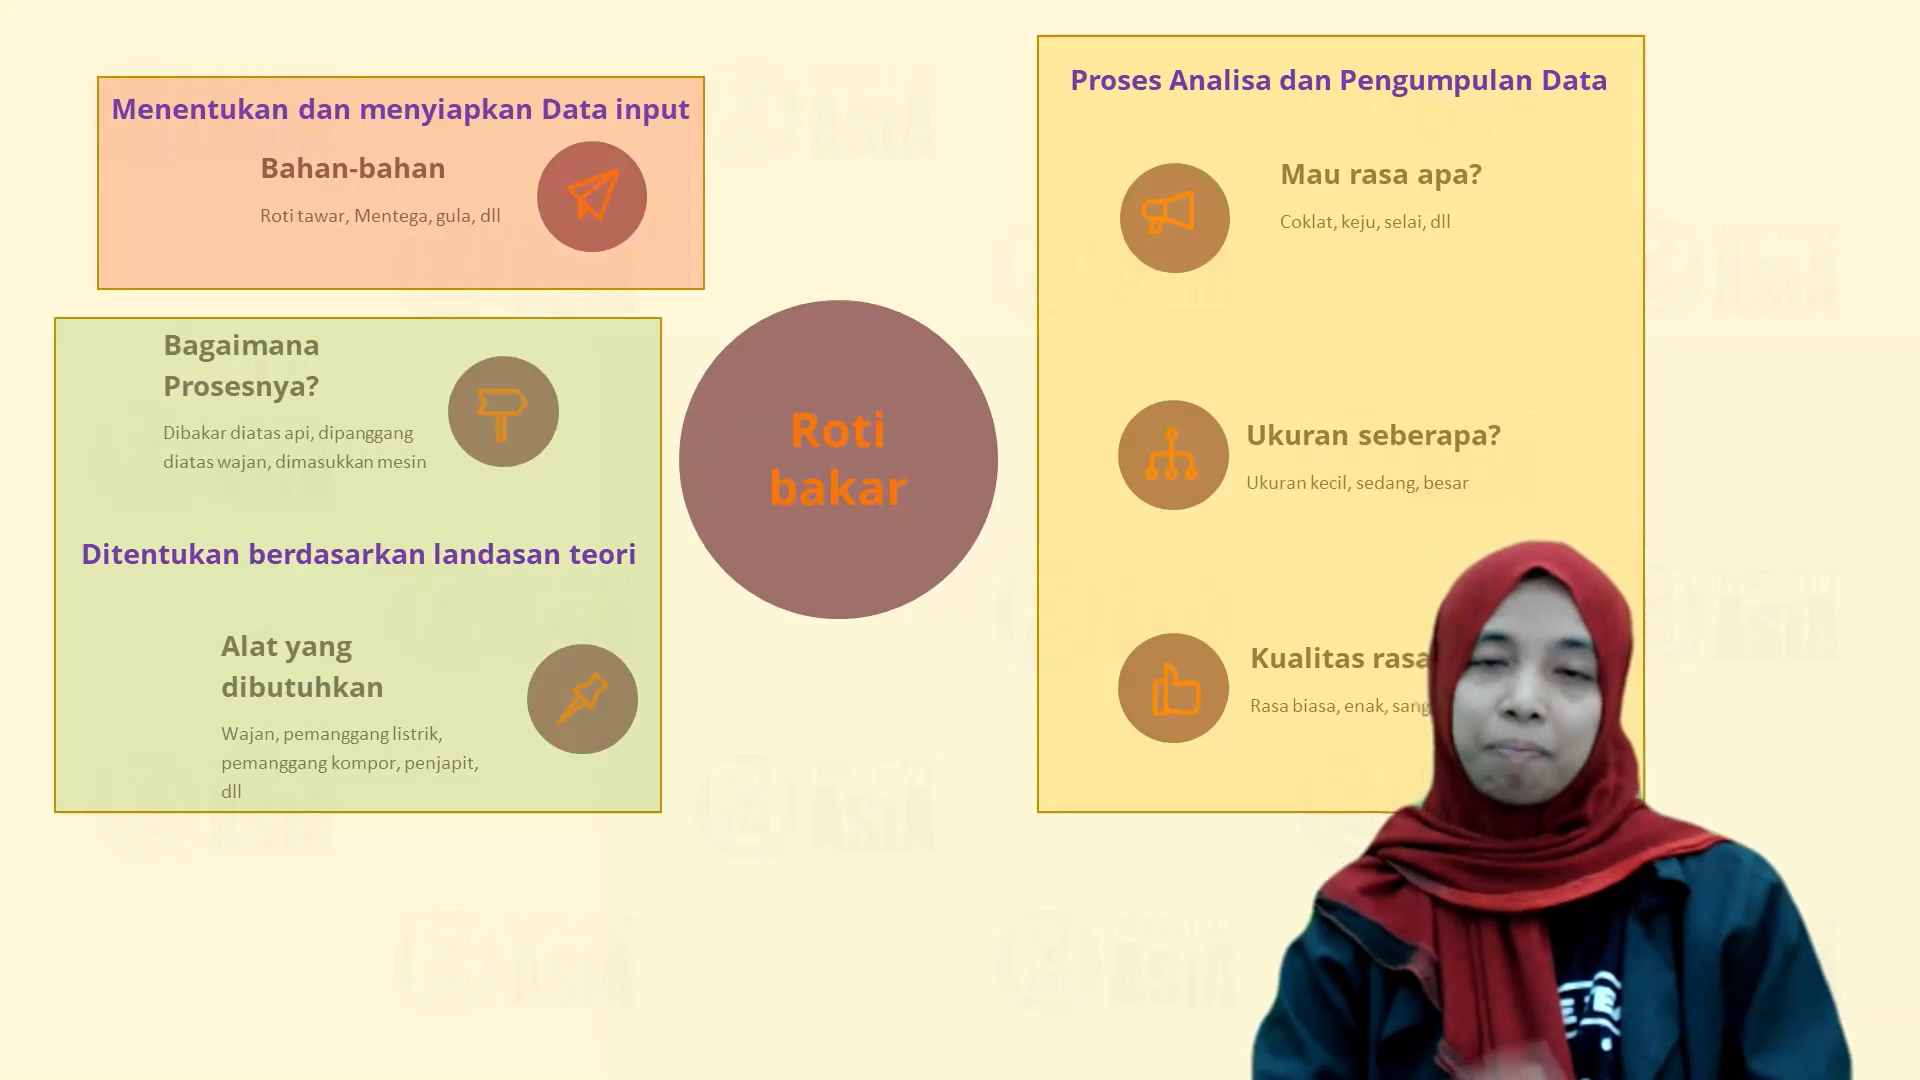 Menentukan dan menyiapkan Data input
Bahan-bahan
Roti tawar, Mentega, gula, dll
Bagaimana
Prosesnya?
Dibakar diatas api, dipanggang
diatas wajan, dimasukkan mesin
Ditentukan berdasarkan landasan teori
Alat yang
dibutuhkan
Wajan, pemanggang listrik,
pemanggang kompor, penjapit,
dll
Roti
bakar
Proses Analisa dan Pengumpulan Data
Mau rasa apa?
Coklat, keju, selai, dll
Ukuran seberapa?
Ukuran kecil, sedang, besar
Kualitas rasa
Rasa biasa, enak,
ASIA